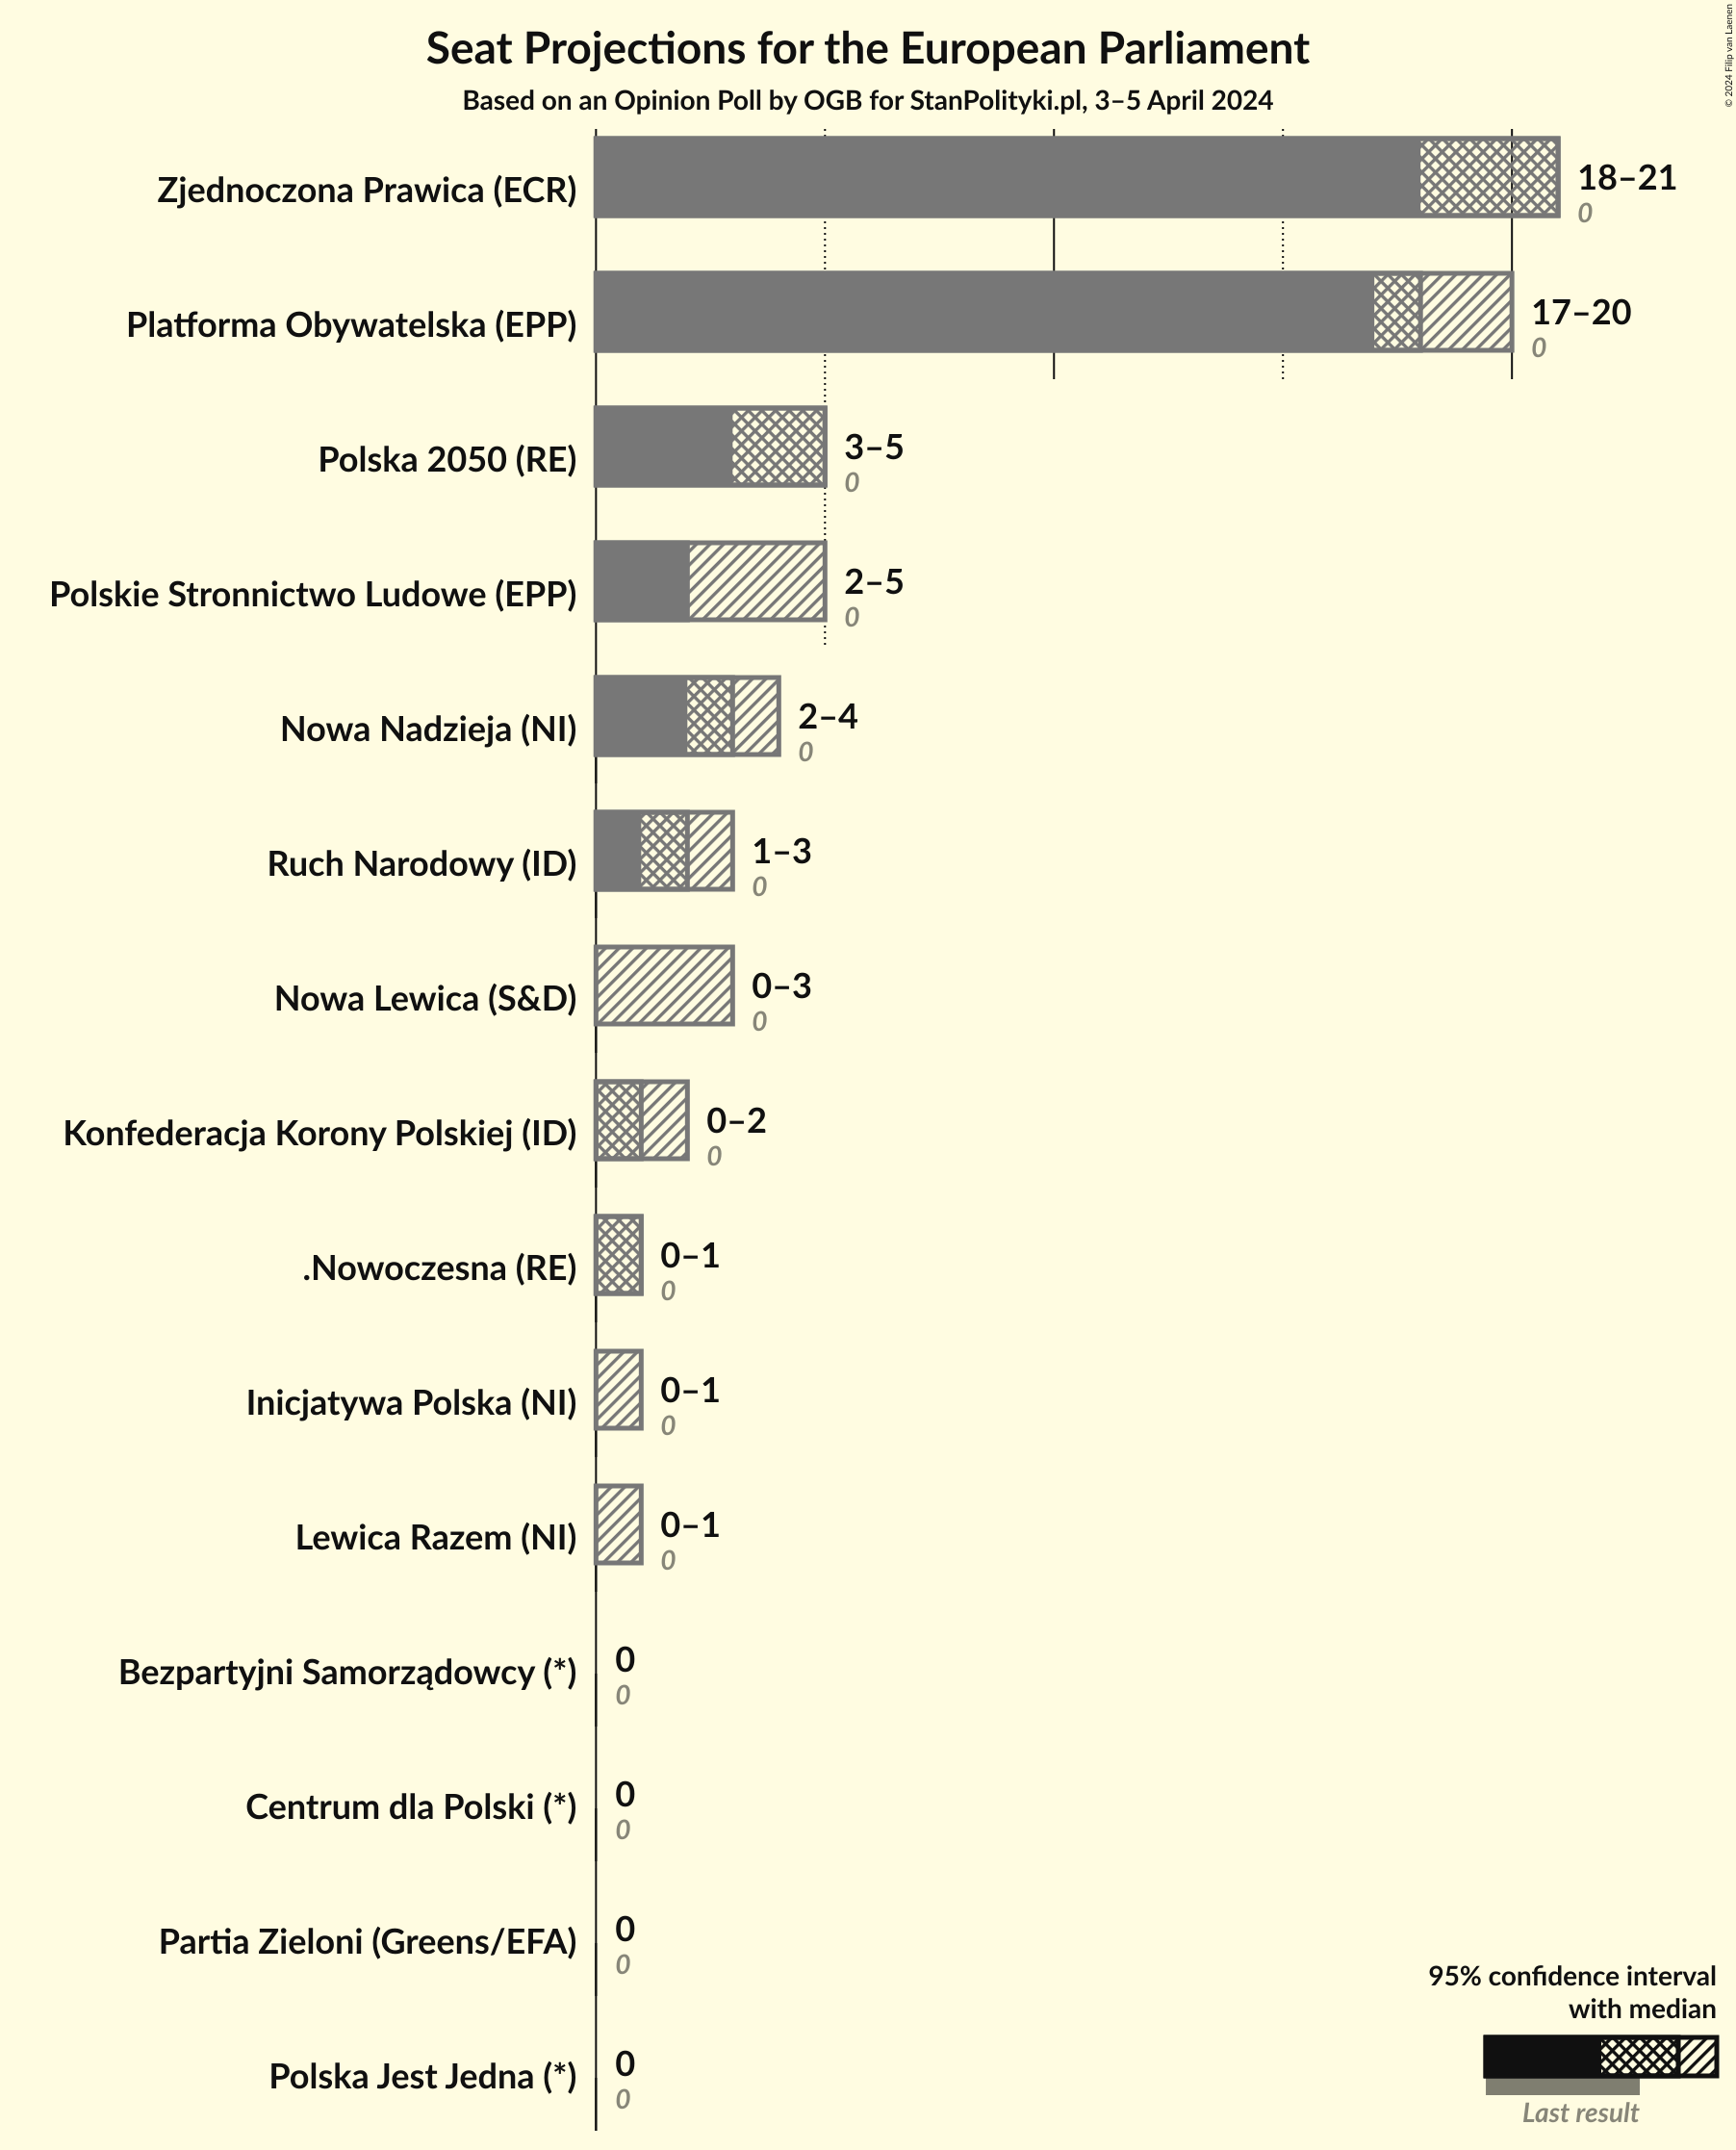 Seat Projections for the European Parliament
Based on an Opinion Poll by OGB for StanPolityki.pl, 3–5 April 2024
© 2024 Filip van Laenen
Zjednoczona Prawica (ECR)
18–21
0
Platforma Obywatelska (EPP)
17–20
0
Polska 2050 (RE)
3–5
0
Polskie Stronnictwo Ludowe (EPP)
2–5
0
Nowa Nadzieja (NI)
2–4
0
Ruch Narodowy (ID)
1–3
0
Nowa Lewica (S&D)
0–3
0
Konfederacja Korony Polskiej (ID)
0–2
0
.Nowoczesna (RE)
0–1
0
Inicjatywa Polska (NI)
0–1
0
Lewica Razem (NI)
0–1
0
Bezpartyjni Samorządowcy (*)
0
0
Centrum dla Polski (*)
0
0
Partia Zieloni (Greens/EFA)
0
0
Polska Jest Jedna (*)
0
0
95% confidence interval
with median
Last result